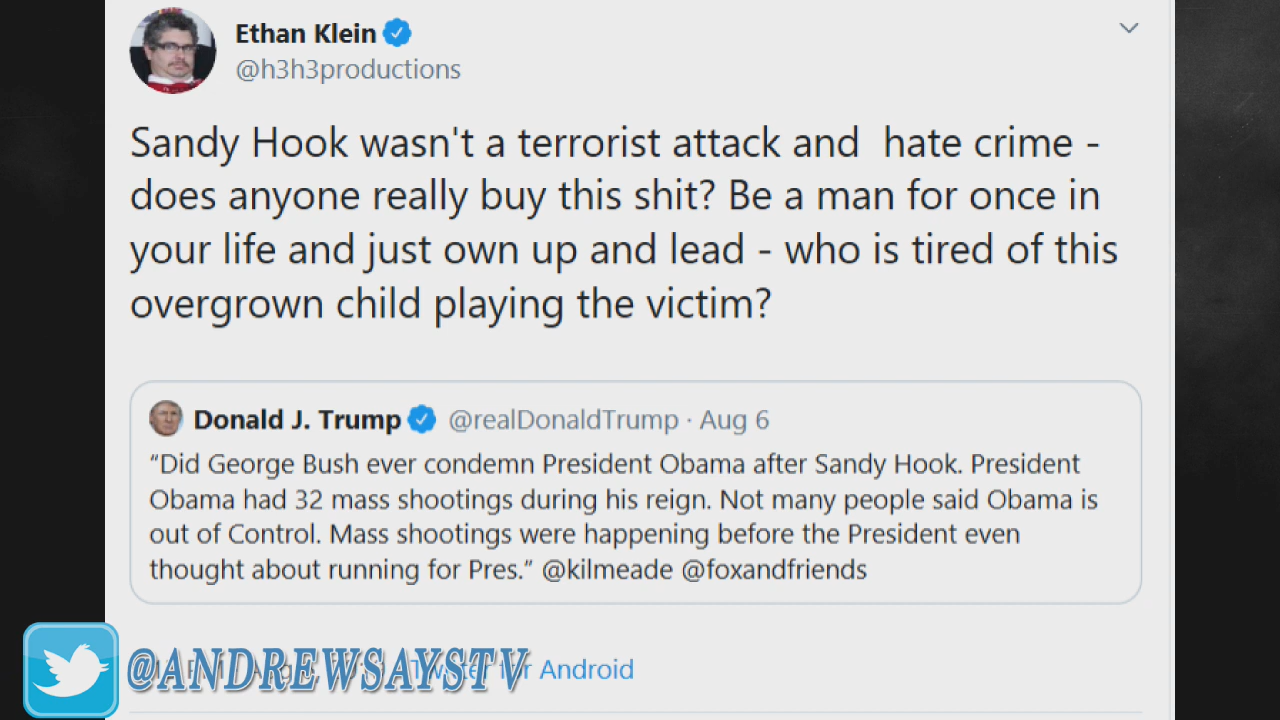 Ethan Klein
@h3h3productions
Sandy Hook wasn't a terrorist attack and  hate crime -
does anyone really buy this shit? Be a man for once in
your life and just own up and lead - who is tired of this
overgrown child playing the victim?
Donald J. Trump @realDonaldTrump · Aug 6
“Did George Bush ever condemn President Obama after Sandy Hook. President
Obama had 32 mass shootings during his reign. Not many people said Obama is
out of Control. Mass shootings were happening before the President even
thought about running for Pres.” @kilmeade @foxandfriends
@ANDREWSAYSTV
Android